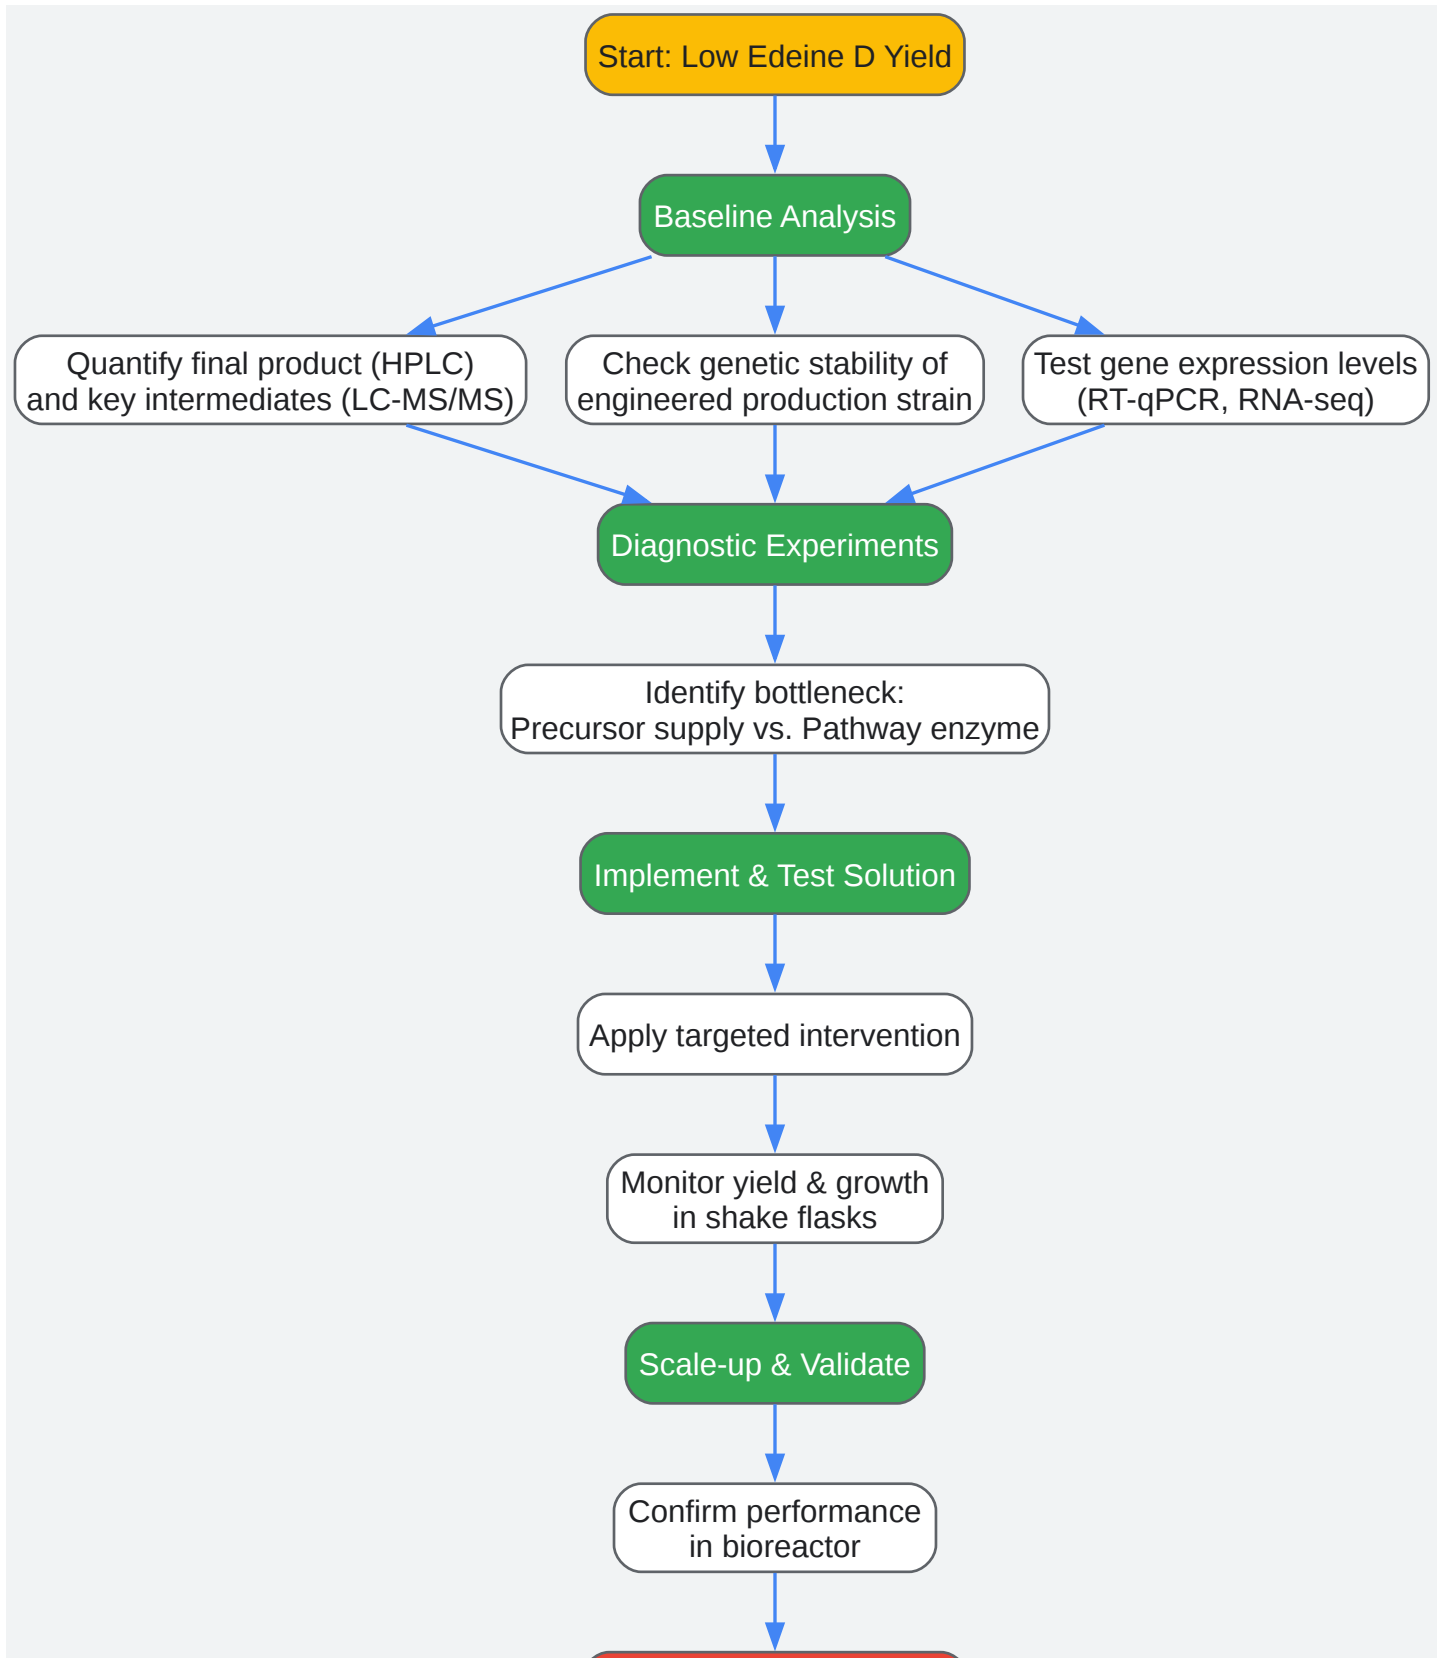 Start: Low Edeine D Yield
Baseline Analysis
Quantify final product (HPLC)
and key intermediates (LC-MS/MS)
Check genetic stability of
engineered production strain
Test gene expression levels
(RT-qPCR, RNA-seq)
Diagnostic Experiments
Identify bottleneck:
Precursor supply vs. Pathway enzyme
Implement & Test Solution
Apply targeted intervention
Monitor yield & growth
in shake flasks
Scale-up & Validate
Confirm performance
in bioreactor